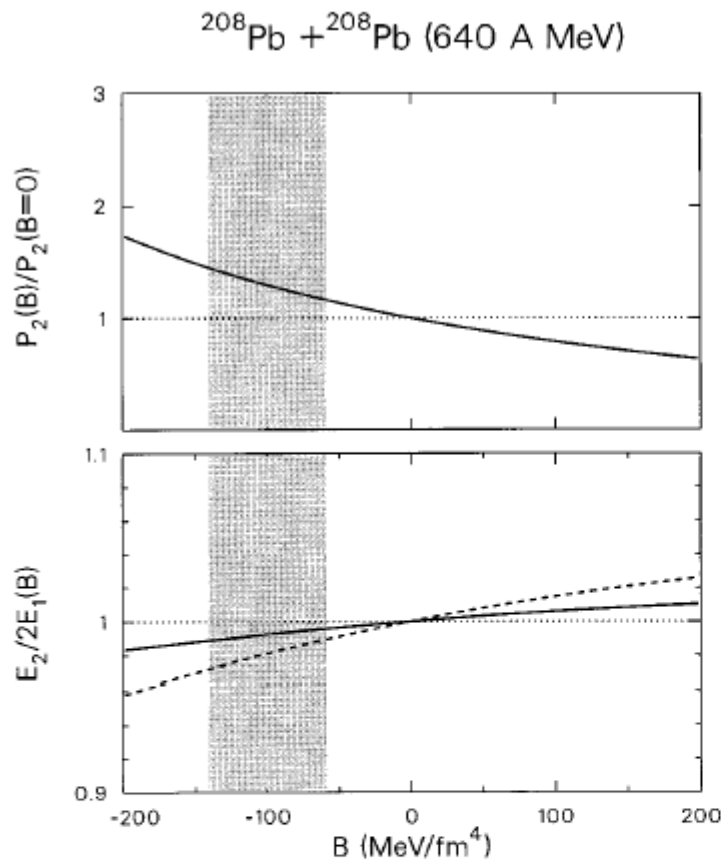 ²⁰⁸Pb + ²⁰⁸Pb (640 A MeV)
3
2
1
P₂(B)/P₂(B=0)
1.1
1
0.9
E₂/2E₁(B)
-200 -100 0 100 200
B (MeV/fm⁴)